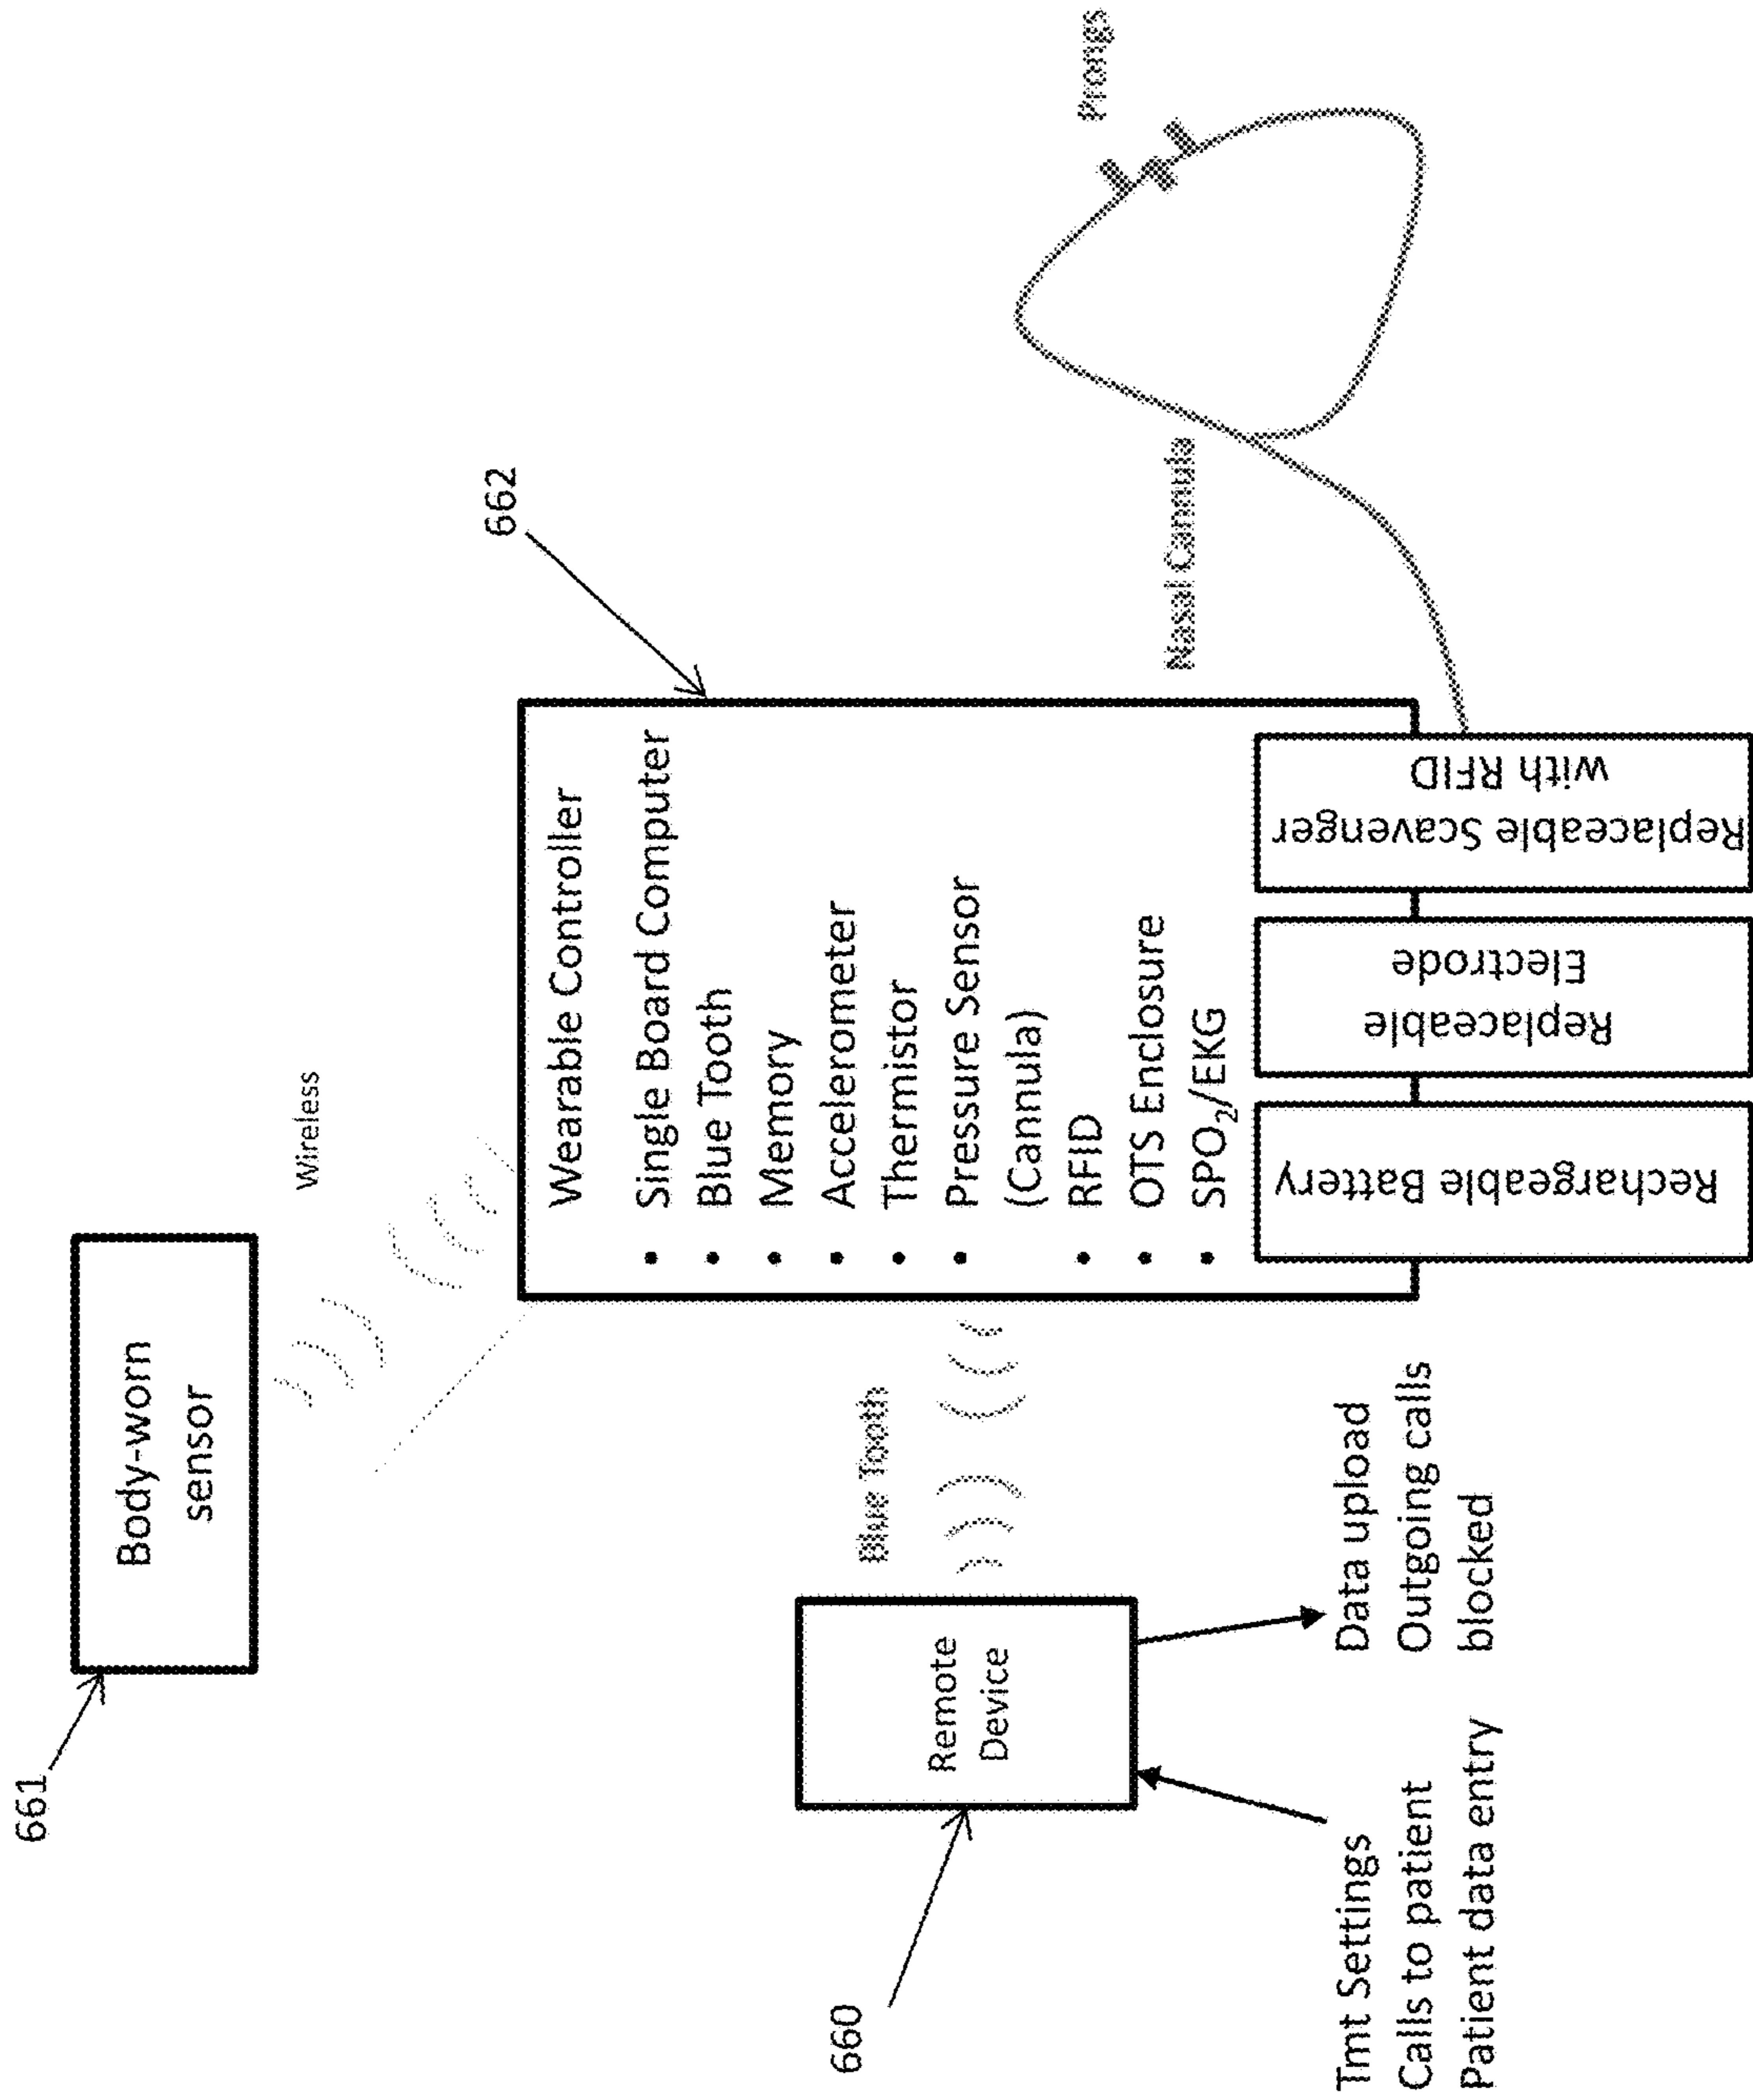 661
Body-worn
sensor
Wireless
662
660
Remote
Device
Blue Tooth
Tmt Settings
Calls to patient
Patient data entry
Data upload
Outgoing calls
blocked
Wearable Controller
• Single Board Computer
• Blue Tooth
• Memory
• Accelerometer
• Thermistor
• Pressure Sensor
(Cannula)
• RFID
• OTS Enclosure
• SPO₂/EKG
Rechargeable Battery
Replaceable
Electrode
Replaceable Scavenger
with RFID
Nasal Cannula
Prongs